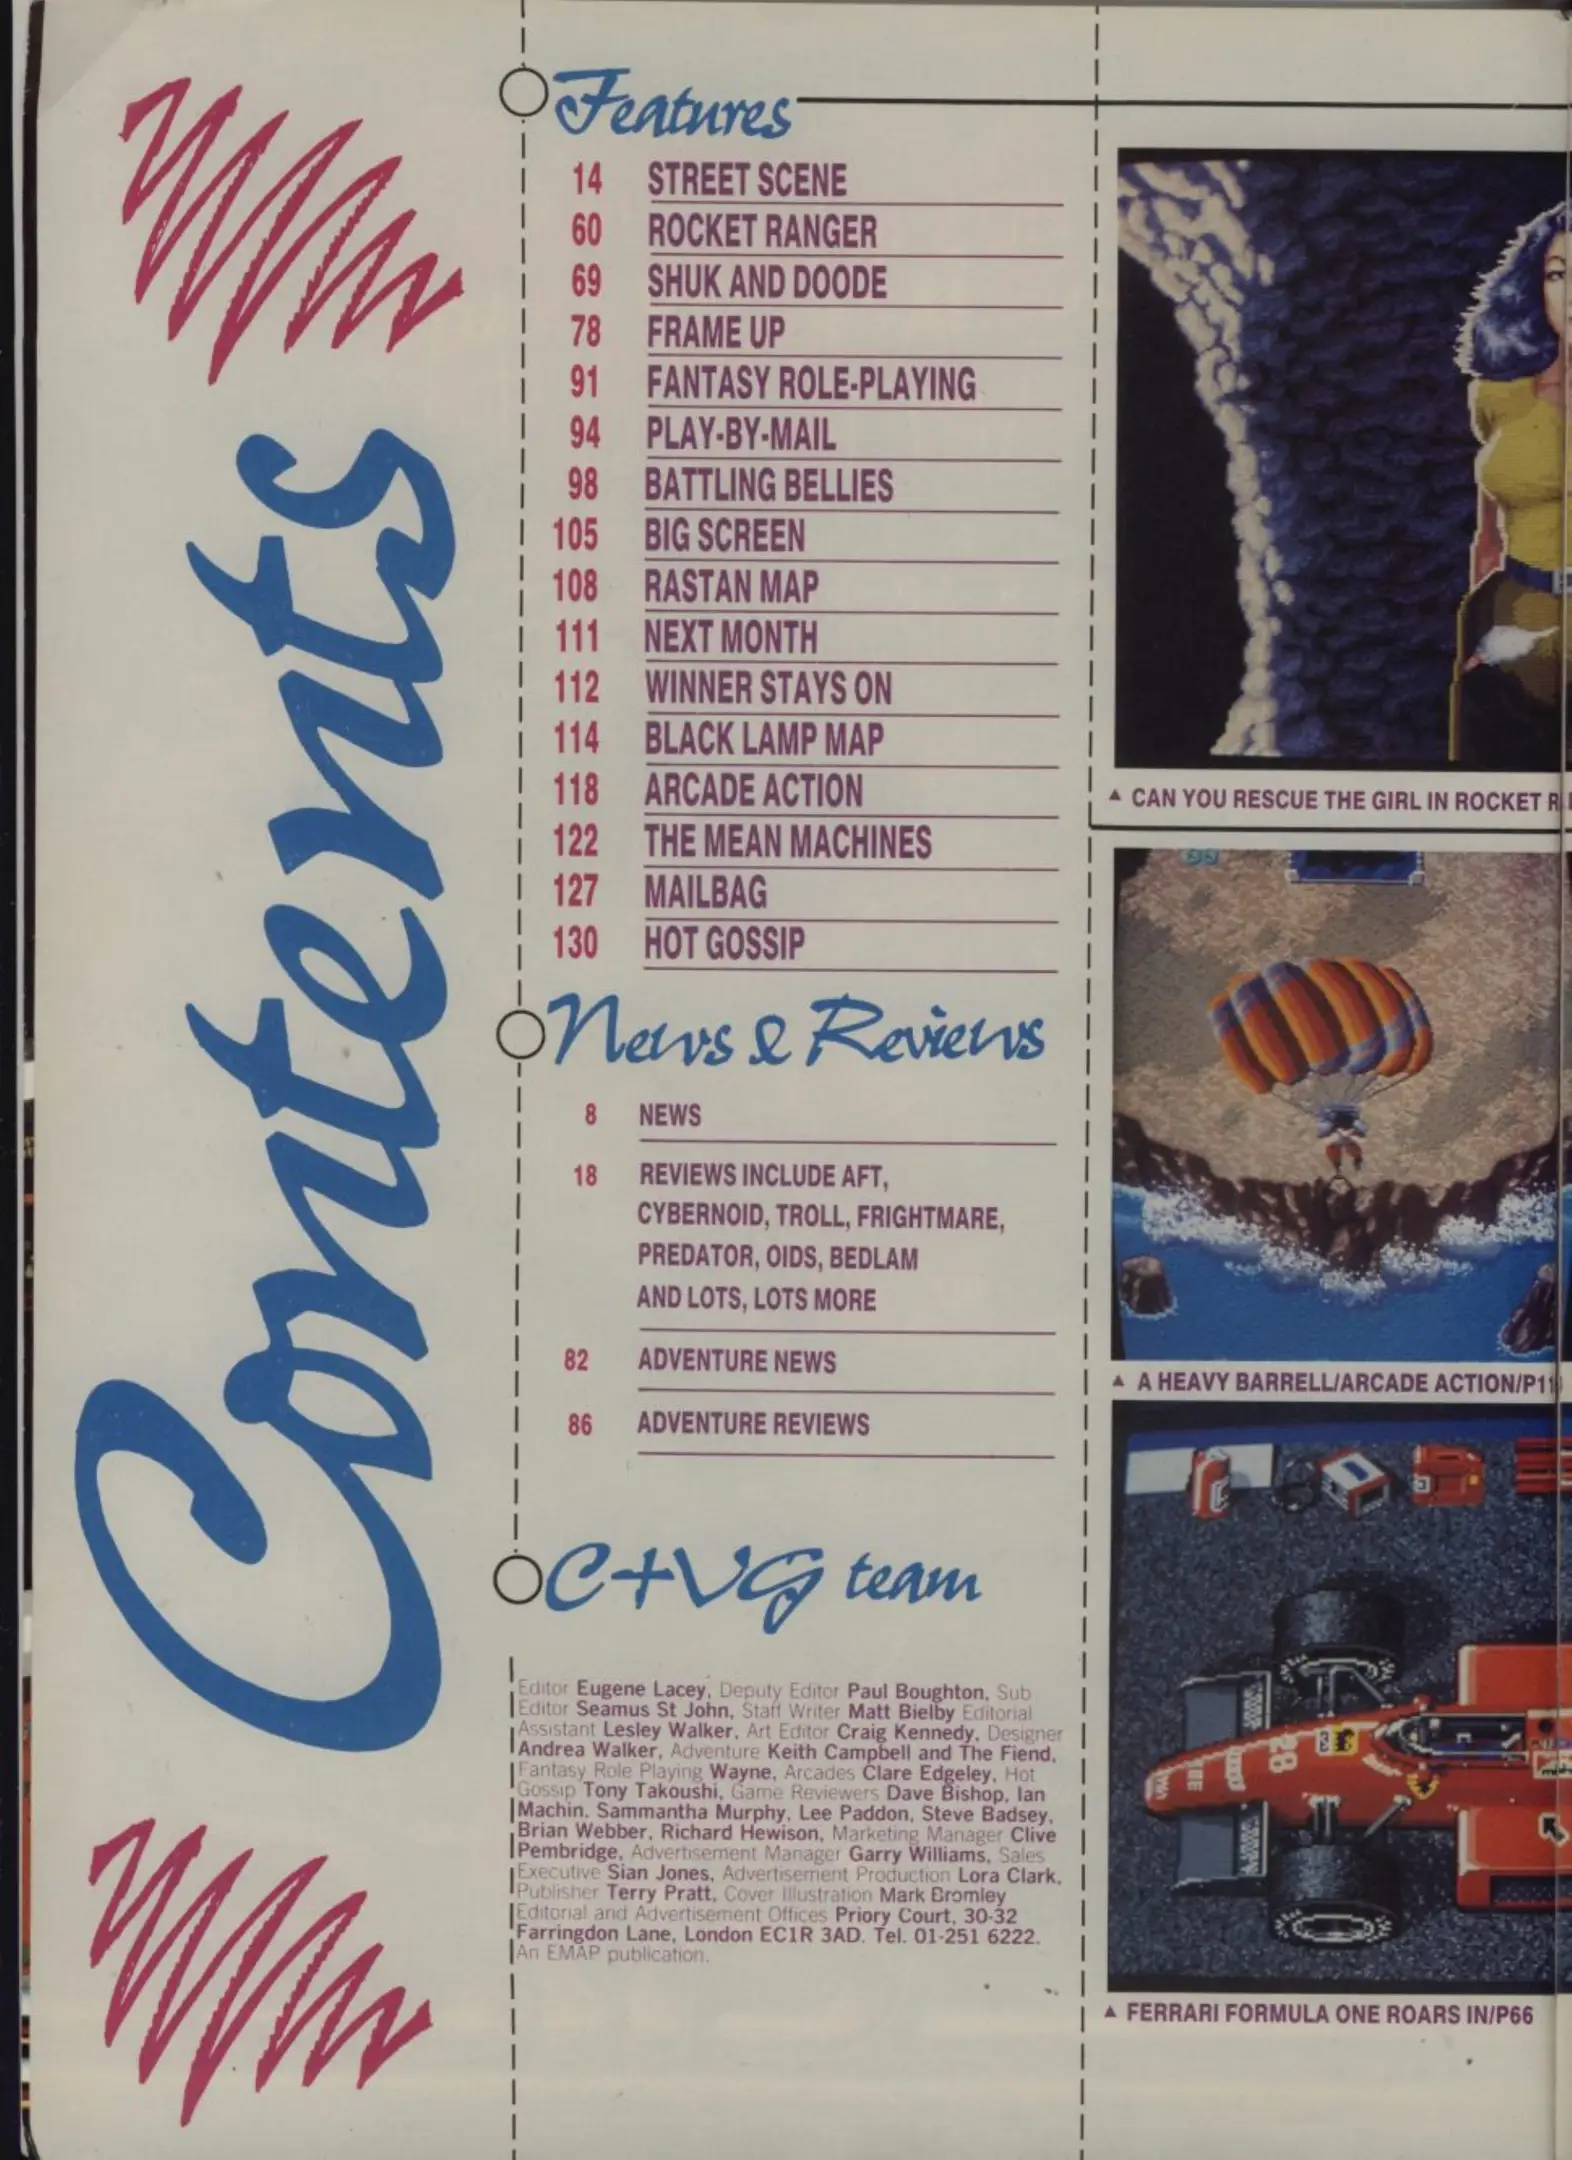 Contents
Features
14 STREET SCENE
60 ROCKET RANGER
69 SHUK AND DOODE
78 FRAME UP
91 FANTASY ROLE-PLAYING
94 PLAY-BY-MAIL
98 BATTLING BELLIES
105 BIG SCREEN
108 RASTAN MAP
111 NEXT MONTH
112 WINNER STAYS ON
114 BLACK LAMP MAP
118 ARCADE ACTION
122 THE MEAN MACHINES
127 MAILBAG
130 HOT GOSSIP
News & Reviews
8 NEWS
18 REVIEWS INCLUDE AFT,
CYBERNOID, TROLL, FRIGHTMARE,
PREDATOR, OIDS, BEDLAM
AND LOTS, LOTS MORE
82 ADVENTURE NEWS
86 ADVENTURE REVIEWS
C+VG team
Editor Eugene Lacey, Deputy Editor Paul Boughton, Sub
Editor Seamus St John, Staff Writer Matt Bielby Editorial
Assistant Lesley Walker, Art Editor Craig Kennedy, Designer
Andrea Walker, Adventure Keith Campbell and The Fiend,
Fantasy Role Playing Wayne, Arcades Clare Edgeley, Hot
Gossip Tony Takoushi, Game Reviewers Dave Bishop, Ian
Machin. Sammantha Murphy, Lee Paddon, Steve Badsey,
Brian Webber, Richard Hewison, Marketing Manager Clive
Pembridge, Advertisement Manager Garry Williams, Sales
Executive Sian Jones, Advertisement Production Lora Clark,
Publisher Terry Pratt, Cover Illustration Mark Bromley
Editorial and Advertisement Offices Priory Court, 30-32
Farringdon Lane, London EC1R 3AD. Tel. 01-251 6222.
An EMAP publication.
▲ CAN YOU RESCUE THE GIRL IN ROCKET
▲ A HEAVY BARRELL/ARCADE ACTION/P11
28
▲ FERRARI FORMULA ONE ROARS IN/P66